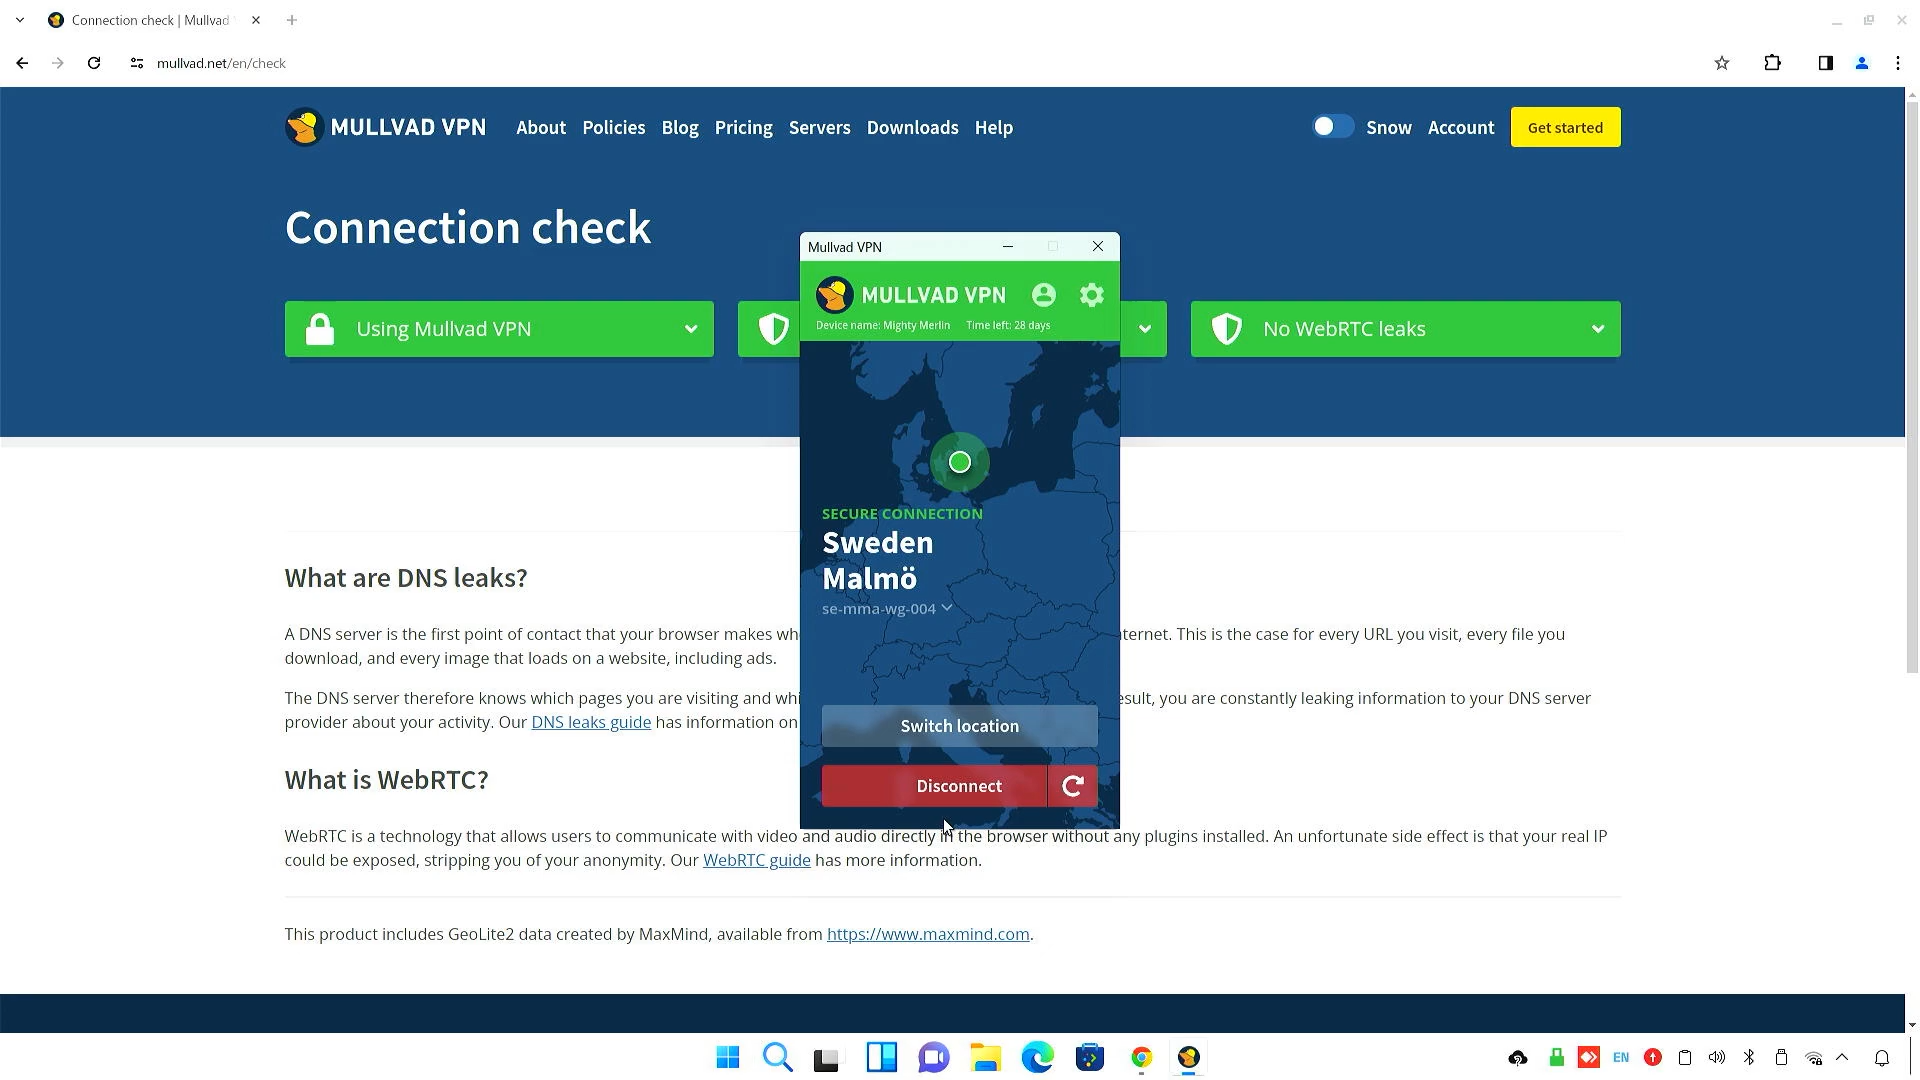 Connection check | Mullvad
mullvad.net/en/check
MULLVAD VPN
About
Policies
Blog
Pricing
Servers
Downloads
Help
Snow
Account
Get started
Connection check
Using Mullvad VPN
No WebRTC leaks
Mullvad VPN
MULLVAD VPN
Device name: Mighty Merlin Time left: 28 days
SECURE CONNECTION
Sweden
Malmö
se-mma-wg-004
Switch location
Disconnect
What are DNS leaks?
A DNS server is the first point of contact that your browser makes
ternet. This is the case for every URL you visit, every file you
download, and every image that loads on a website, including ads.
The DNS server therefore knows which pages you are visiting and
esult, you are constantly leaking information to your DNS server
provider about your activity. Our DNS leaks guide has information on
What is WebRTC?
WebRTC is a technology that allows users to communicate with video and audio directly in the browser without any plugins installed. An unfortunate side effect is that your real IP
could be exposed, stripping you of your anonymity. Our WebRTC guide has more information.
This product includes GeoLite2 data created by MaxMind, available from https://www.maxmind.com.
EN